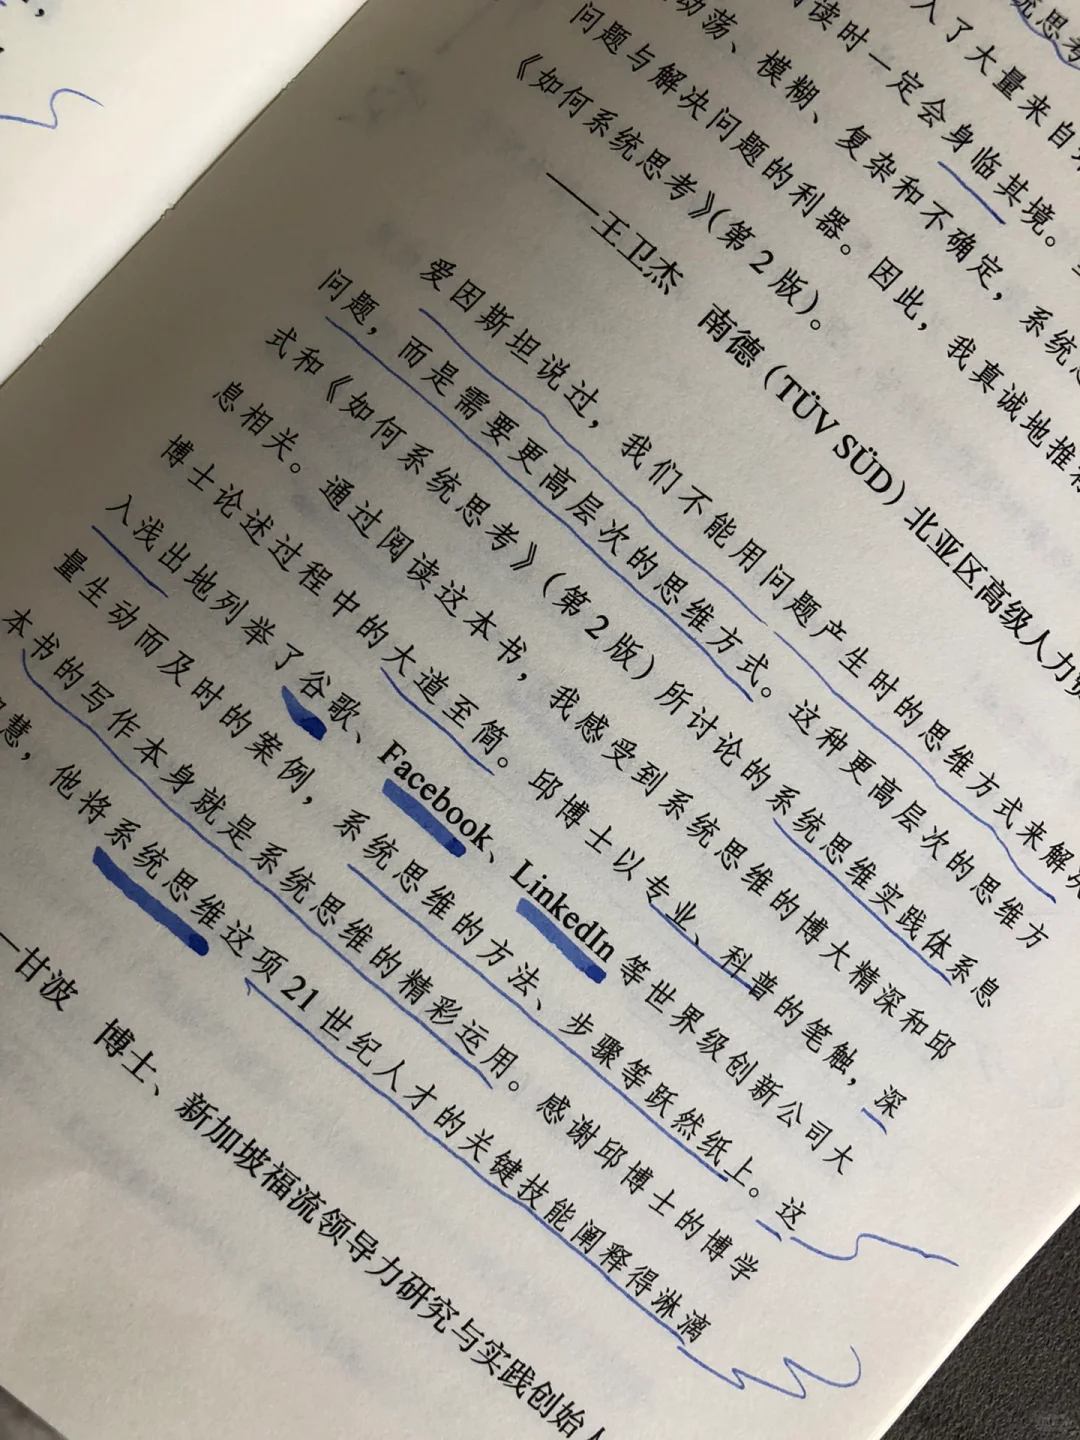 统思考
入了大量来自
读时一定会身临其境。
动荡、模糊、复杂和不确定，系统思
问题与解决问题的利器。因此，我真诚地推荐
《如何系统思考》（第2版）。
——王卫杰 南德（TÜV SÜD）北亚区高级人力资
爱因斯坦说过，我们不能用问题产生时的思维方式来解决
问题，而是需要更高层次的思维方式。这种更高层次的思维方
式和《如何系统思考》（第2版）所讨论的系统思维实践体系息
息相关。通过阅读这本书，我感受到系统思维的博大精深和邱
博士论述过程中的大道至简。邱博士以专业、科普的笔触，深
入浅出地列举了谷歌、Facebook、LinkedIn 等世界级创新公司大
量生动而及时的案例，系统思维的方法、步骤等跃然纸上。这
本书的写作本身就是系统思维的精彩运用。感谢邱博士的博学
慧，他将系统思维这项21世纪人才的关键技能阐释得淋漓
—甘波 博士、新加坡福流领导力研究与实践创始人